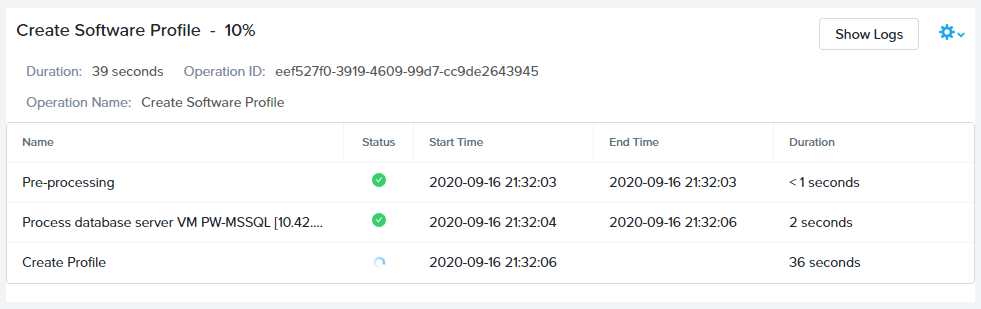 Create Software Profile - 10%
Show Logs
Duration: 39 seconds Operation ID: eef527f0-3919-4609-99d7-cc9de2643945
Operation Name: Create Software Profile
Name Status Start Time End Time Duration
Pre-processing 2020-09-16 21:32:03 2020-09-16 21:32:03 < 1 seconds
Process database server VM PW-MSSQL [10.42.... 2020-09-16 21:32:04 2020-09-16 21:32:06 2 seconds
Create Profile 2020-09-16 21:32:06 36 seconds